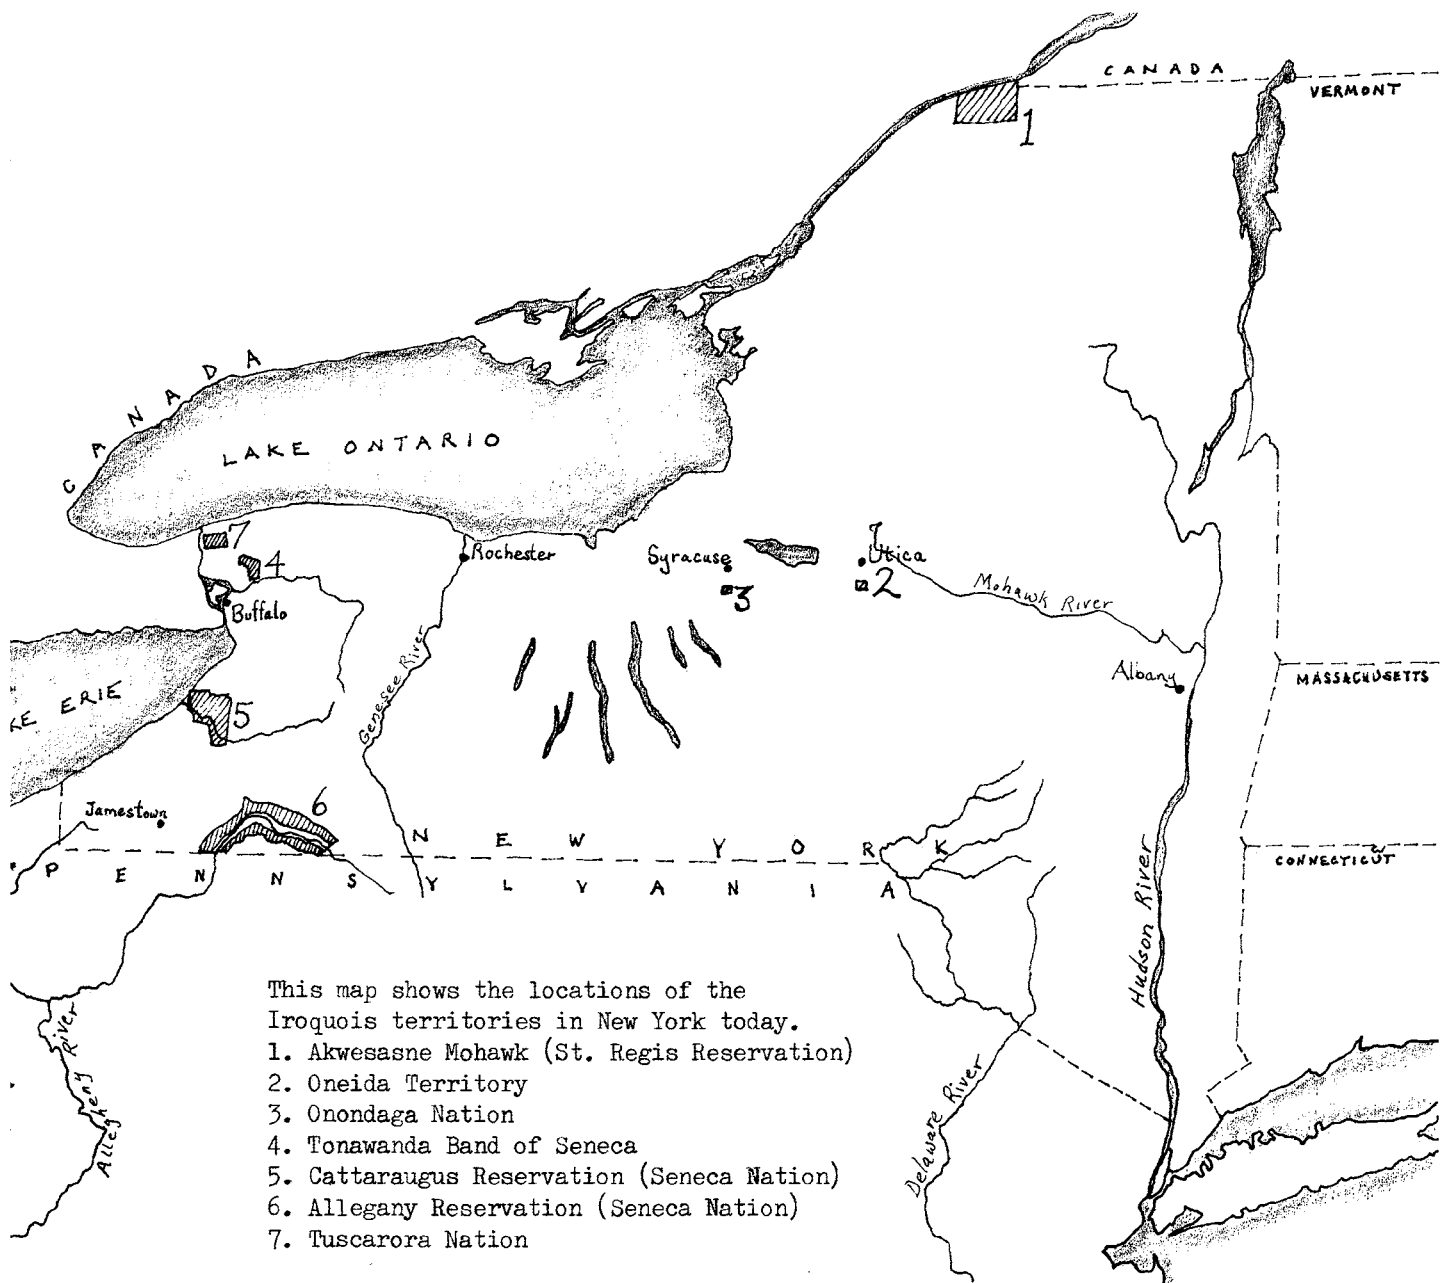 CANADA
VERMONT
1
CANADA
LAKE ONTARIO
7
4
Rochester
Syracuse
Utica
3
2
Mohawk River
Buffalo
Genesee River
Albany
MASSACHUSETTS
KE ERIE
5
Jamestown
6
NEW YORK
PENNSYLVANIA
CONNECTICUT
Hudson River
Allegheny River
Delaware River
This map shows the locations of the
Iroquois territories in New York today.
1. Akwesasne Mohawk (St. Regis Reservation)
2. Oneida Territory
3. Onondaga Nation
4. Tonawanda Band of Seneca
5. Cattaraugus Reservation (Seneca Nation)
6. Allegany Reservation (Seneca Nation)
7. Tuscarora Nation